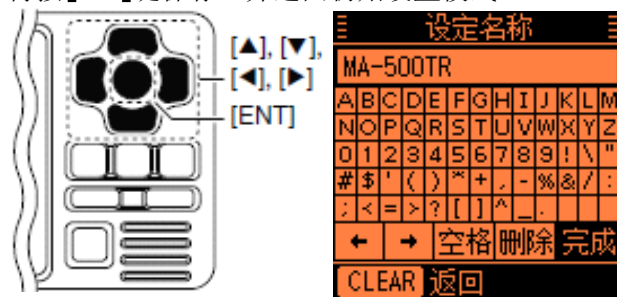 [▲], [▼],
[◀], [▶]
[ENT]
设定名称
MA-500TR
A B C D E F G H I J K L M
N O P Q R S T U V W X Y Z
0 1 2 3 4 5 6 7 8 9 ! \ "
# $ ' ( ) * + , - % & / :
; < = > ? [ ] ^ _ .
← → 空格 删除 完成
CLEAR 返回